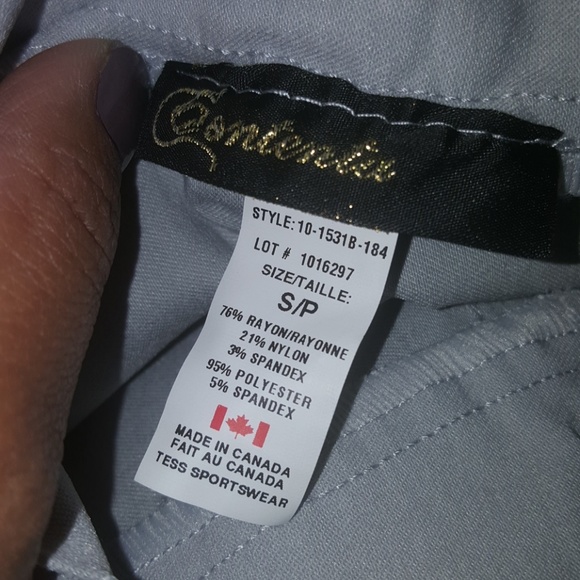 Contents
STYLE: 10-1531B-184
LOT # 1016297
SIZE/TAILLE:
S/P
76% RAYON/RAYONNE
21% NYLON
3% SPANDEX
95% POLYESTER
5% SPANDEX
MADE IN CANADA
FAIT AU CANADA
TESS SPORTSWEAR